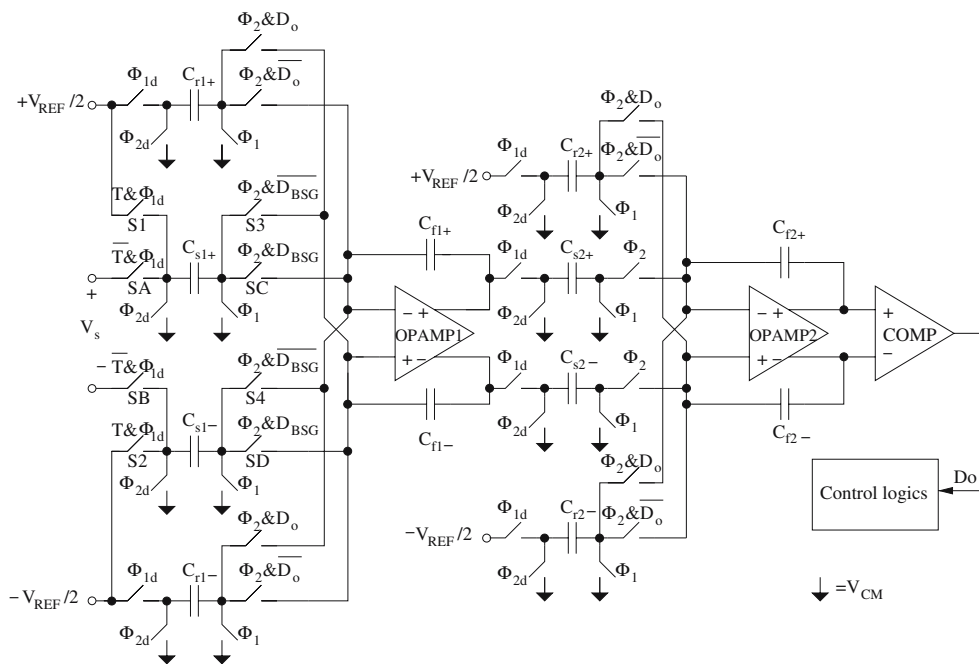 Φ2&Do
Φ1d
Cr1+
Φ2&D̅o̅
+VREF/2
Φ2d
Φ1
T&Φ1d
S1
Φ2&D̅B̅S̅G̅
S3
T̅&Φ1d
SA
Cs1+
Φ2&DBSG
SC
+
Vs
−
Φ2d
Φ1
T̅&Φ1d
SB
Φ2&D̅B̅S̅G̅
S4
T&Φ1d
S2
Cs1−
Φ2&DBSG
SD
Φ2d
Φ1
Φ2&Do
Φ1d
Cr1−
Φ2&D̅o̅
−VREF/2
Φ2d
Φ1
Cf1+
− +
OPAMP1
+ −
Cf1−
Φ2&Do
Φ1d
Cr2+
Φ2&D̅o̅
+VREF/2
Φ2d
Φ1
Φ1d
Cs2+
Φ2
Φ2d
Φ1
Φ1d
Cs2−
Φ2
Φ2d
Φ1
Φ2&Do
Φ1d
Cr2−
Φ2&D̅o̅
−VREF/2
Φ2d
Φ1
Cf2+
− +
OPAMP2
+ −
Cf2−
+
COMP
−
Control logics
Do
=VCM